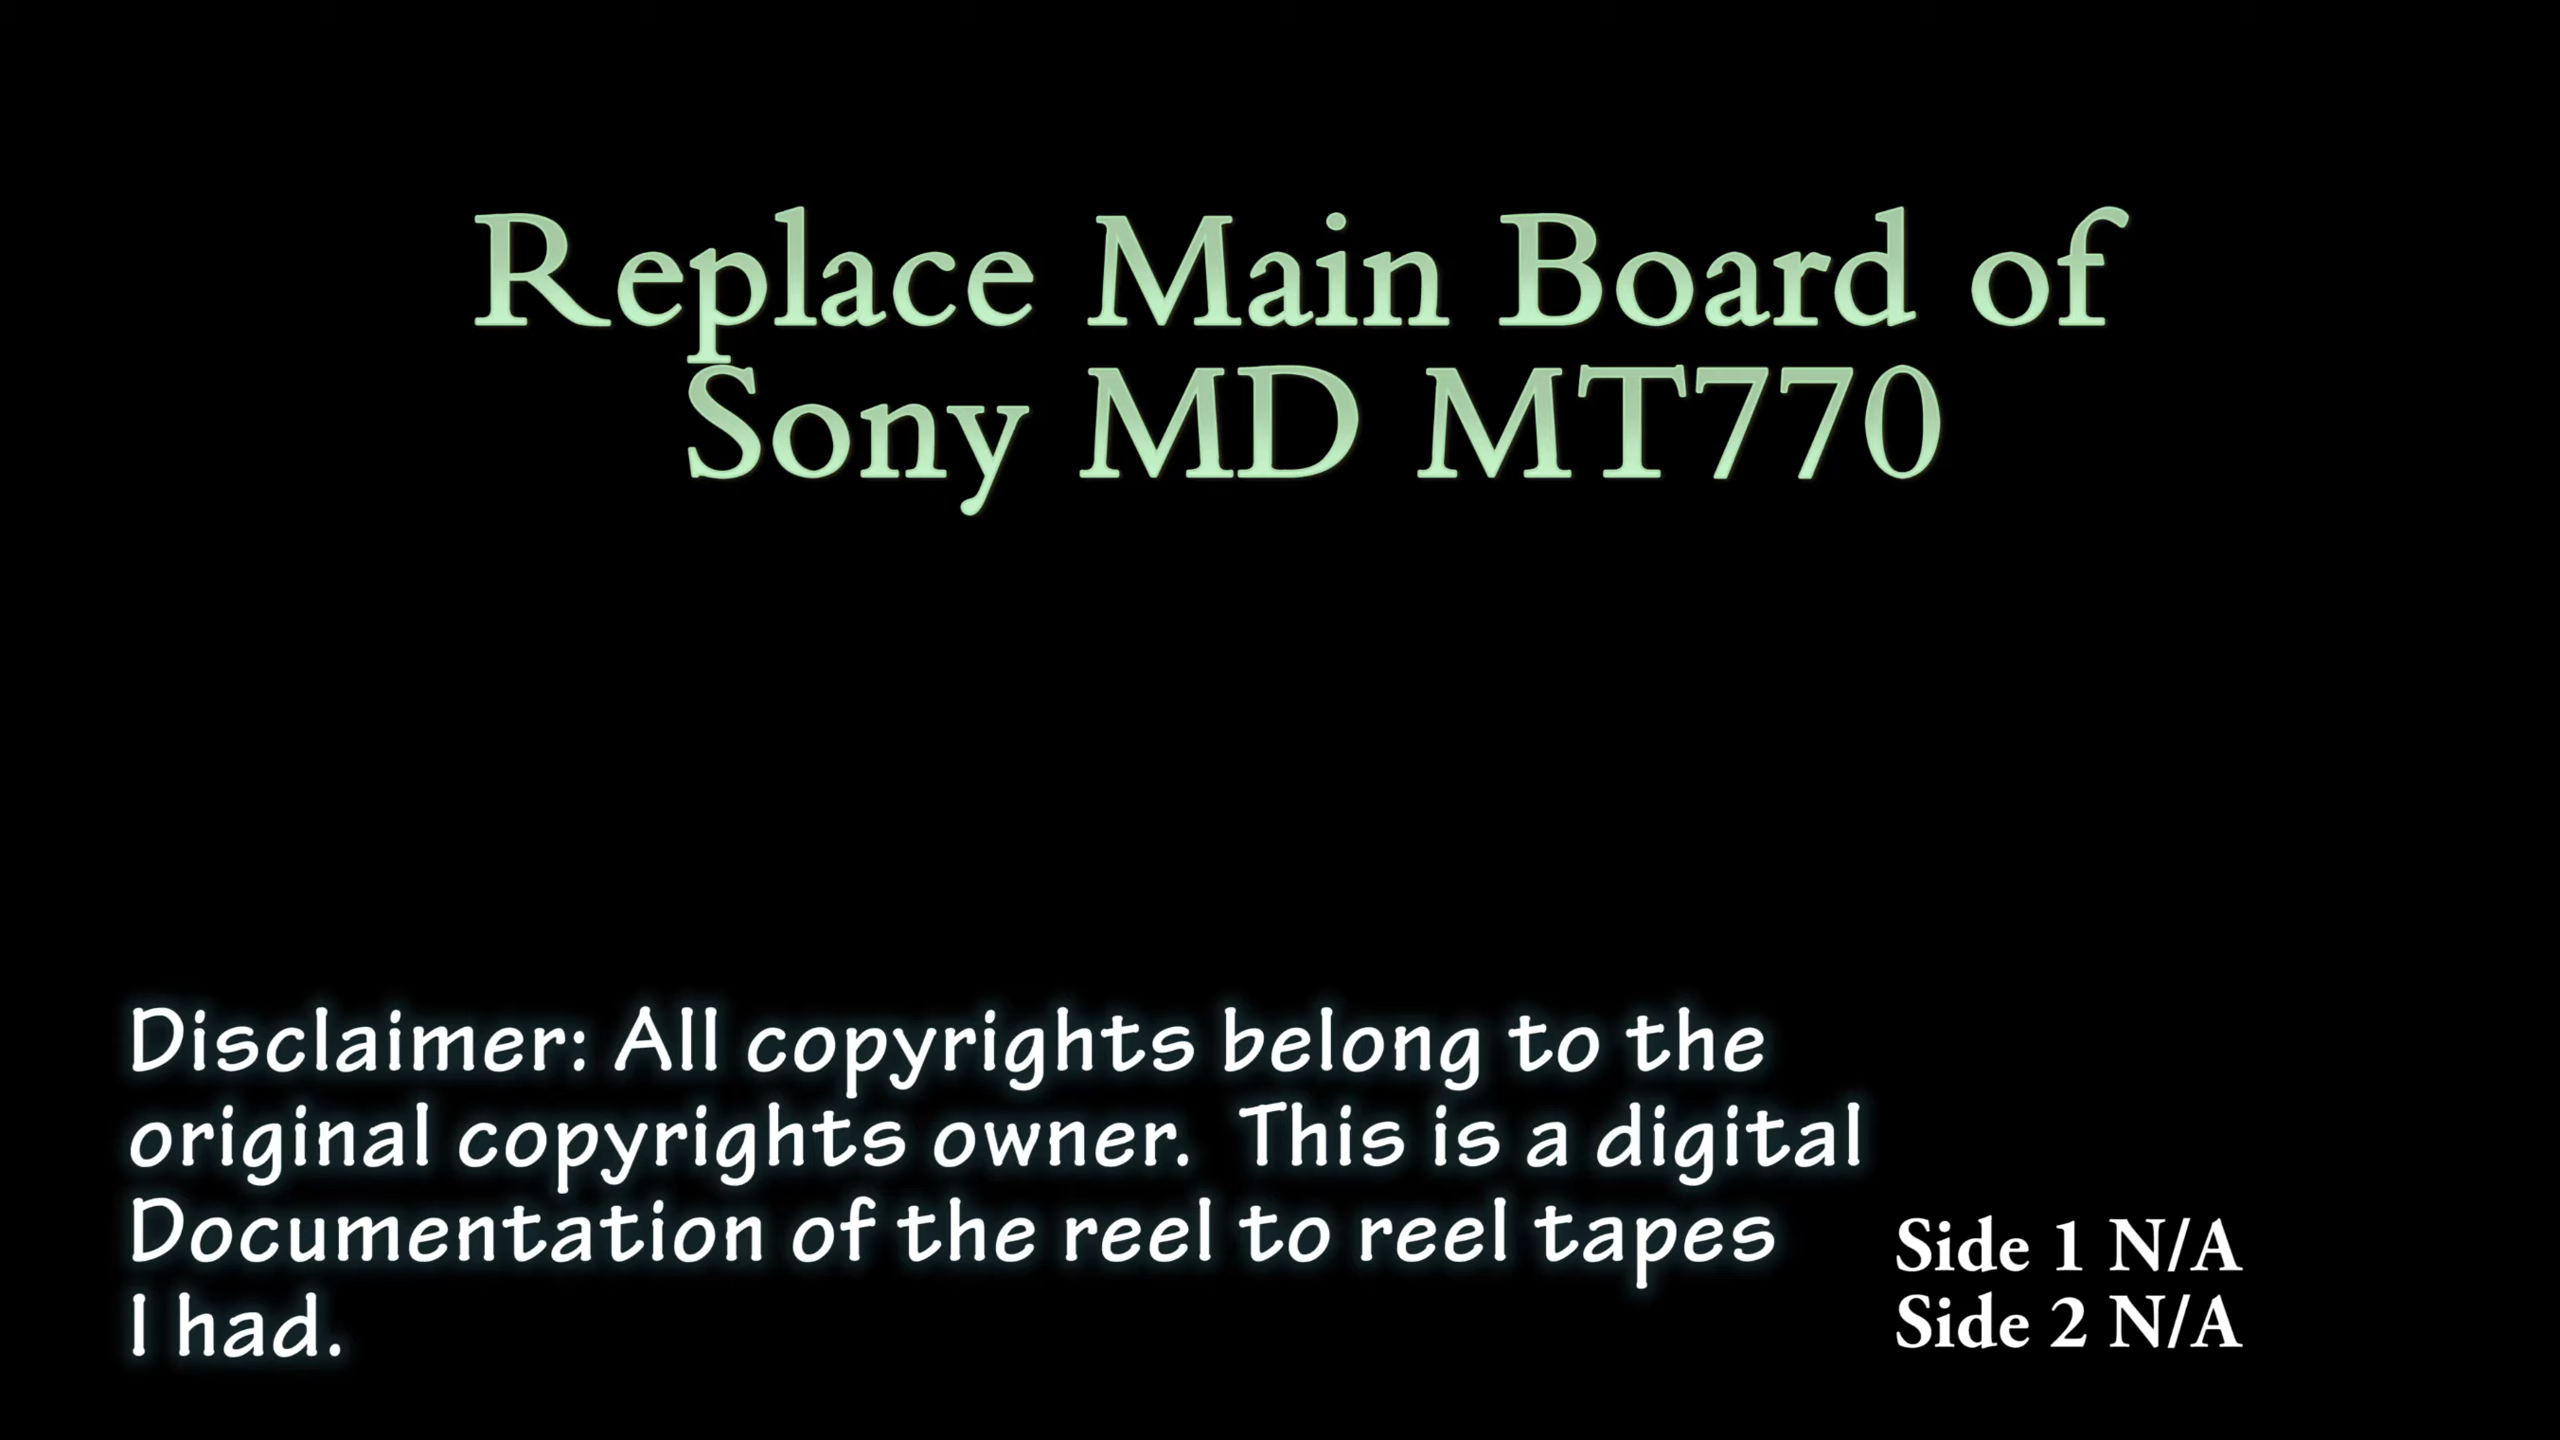 Replace Main Board of
Sony MD MT770
Disclaimer: All copyrights belong to the
original copyrights owner.  This is a digital
Documentation of the reel to reel tapes
I had.
Side 1 N/A
Side 2 N/A